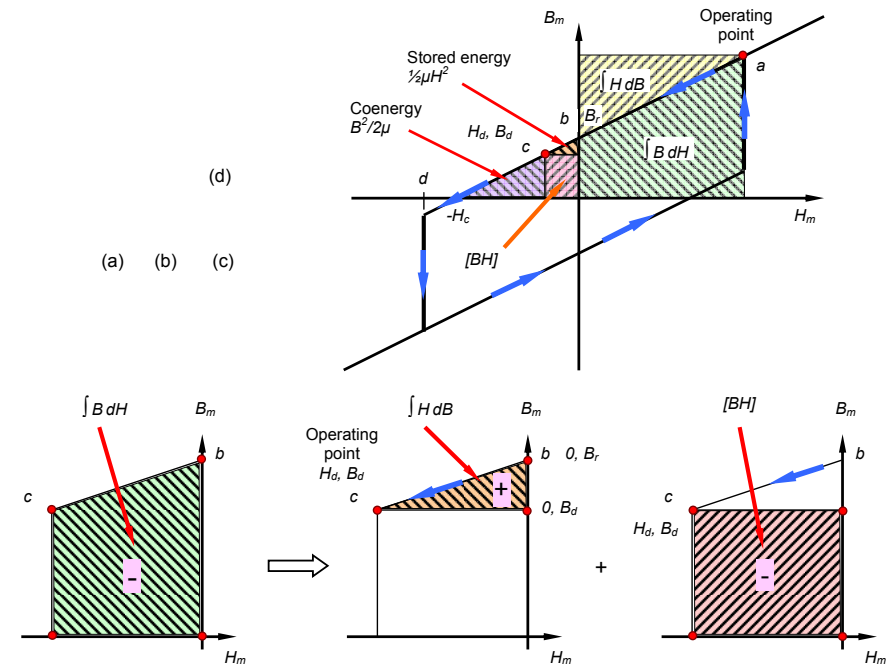 Operating
point
B_m
Stored energy
½µH²
∫ H dB
a
Coenergy
B²/2µ
b
B_r
H_d, B_d
c
∫ B dH
(d)
d
-H_c
H_m
[BH]
(a) (b) (c)
∫ B dH
B_m
b
c
-
H_m
∫ H dB
B_m
Operating
point
H_d, B_d
b
0, B_r
c
+
0, B_d
H_m
+
[BH]
B_m
b
c
H_d, B_d
-
H_m